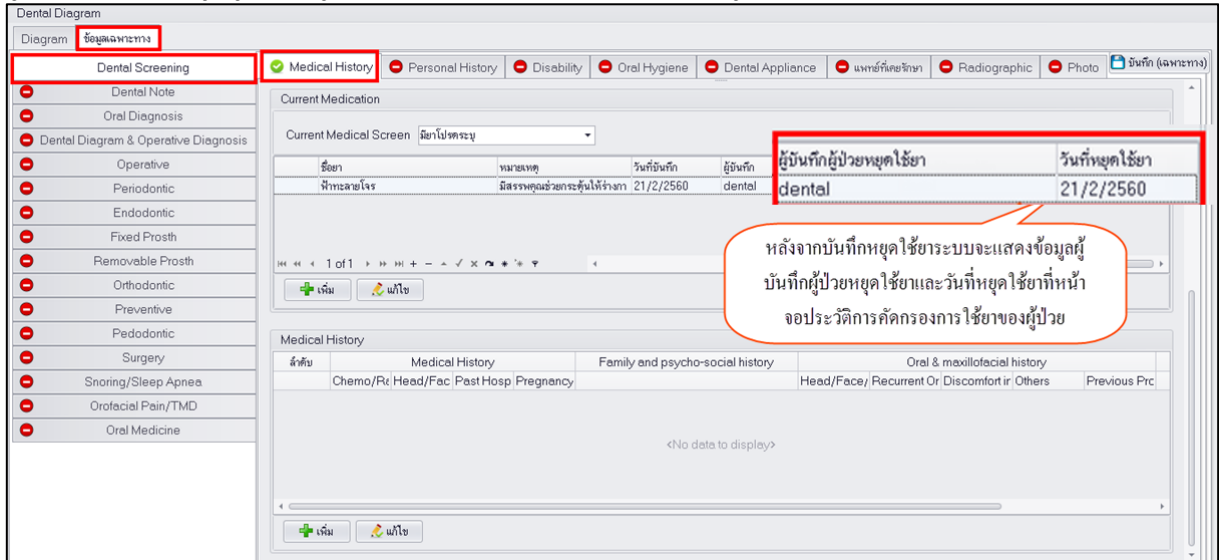 Dental Diagram
Diagram ข้อมูลเฉพาะทาง
Dental Screening
Dental Note
Oral Diagnosis
Dental Diagram & Operative Diagnosis
Operative
Periodontic
Endodontic
Fixed Prosth
Removable Prosth
Orthodontic
Preventive
Pedodontic
Surgery
Snoring/Sleep Apnea
Orofacial Pain/TMD
Oral Medicine
Medical History Personal History Disability Oral Hygiene Dental Appliance แพทย์ที่เคยรักษา Radiographic Photo บันทึก (เฉพาะทาง)
Current Medication
Current Medical Screen มียาโปรดระบุ
ชื่อยา หมายเหตุ วันที่บันทึก ผู้บันทึก
ฟ้าทะลายโจร มีสรรพคุณช่วยกระตุ้นให้ร่างกา 21/2/2560 dental
ผู้บันทึกผู้ป่วยหยุดใช้ยา วันที่หยุดใช้ยา
dental 21/2/2560
หลังจากบันทึกหยุดใช้ยาระบบจะแสดงข้อมูลผู้
บันทึกผู้ป่วยหยุดใช้ยาและวันที่หยุดใช้ยาที่หน้า
จอประวัติการคัดกรองการใช้ยาของผู้ป่วย
1 of 1
เพิ่ม แก้ไข
Medical History
ลำดับ Medical History Family and psycho-social history Oral & maxillofacial history
Chemo/Ra Head/Fac Past Hosp Pregnancy Head/Face/ Recurrent Or Discomfort ir Others Previous Prc
<No data to display>
เพิ่ม แก้ไข